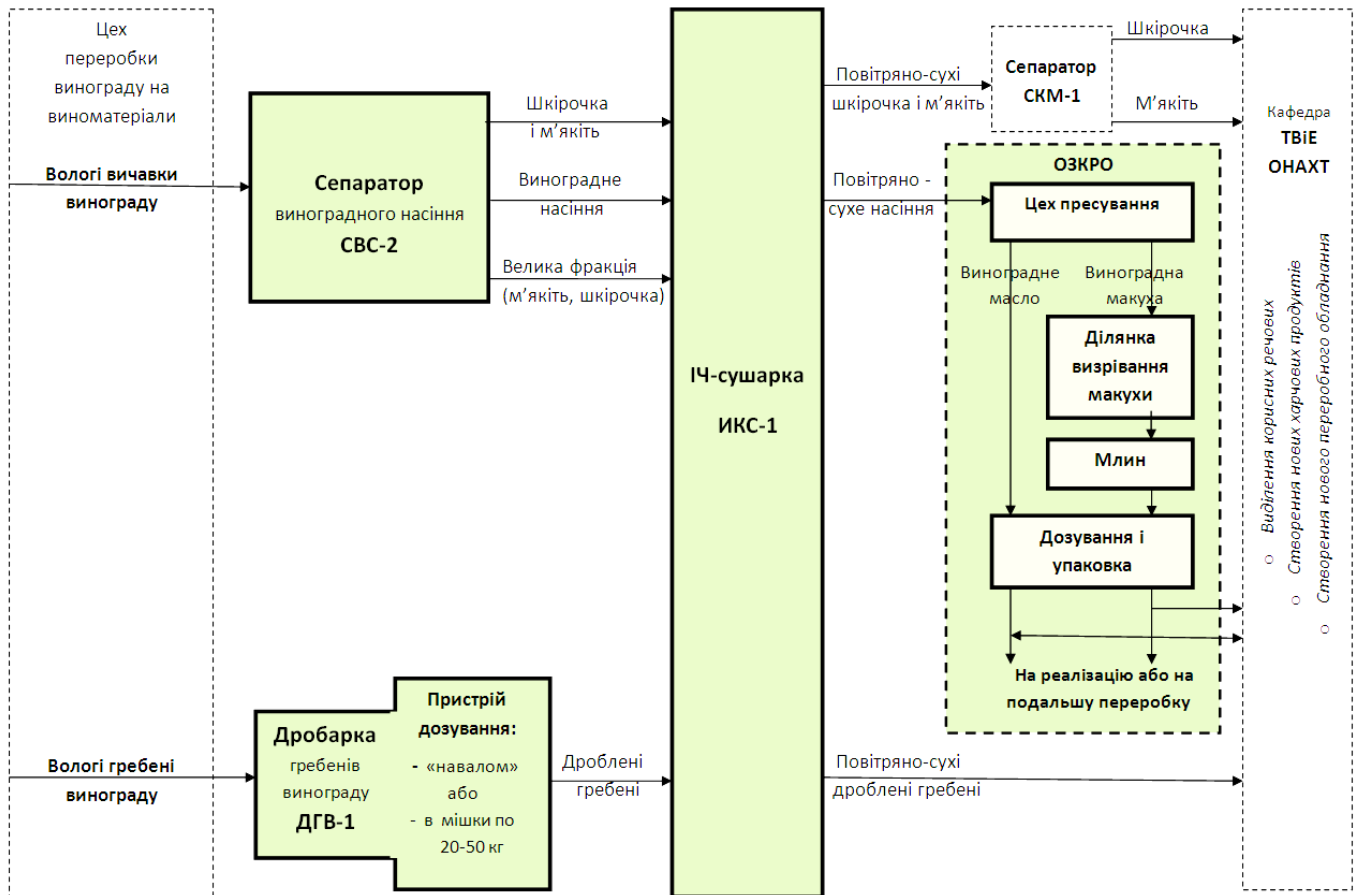 Цех
переробки
винограду на
виноматеріали
Вологі вичавки
винограду
Сепаратор
виноградного насіння
СВС-2
Шкірочка
і м’якіть
Виноградне
насіння
Велика фракція
(м’якіть, шкірочка)
ІЧ-сушарка
ИКС-1
Повітряно-сухі
шкірочка і м’якіть
Сепаратор
СКМ-1
Шкірочка
М’якіть
Повітряно -
сухе насіння
ОЗКРО
Цех пресування
Виноградне
масло
Виноградна
макуха
Ділянка
визрівання
макухи
Млин
Дозування і
упаковка
На реалізацію або на
подальшу переробку
Кафедра
ТВіЕ
ОНАХТ
o Виділення корисних речових
o Створення нових харчових продуктів
o Створення нового переробного обладнання
Вологі гребені
винограду
Дробарка
гребенів
винограду
ДГВ-1
Пристрій
дозування:
- «навалом»
або
- в мішки по
20-50 кг
Дроблені
гребені
Повітряно-сухі
дроблені гребені